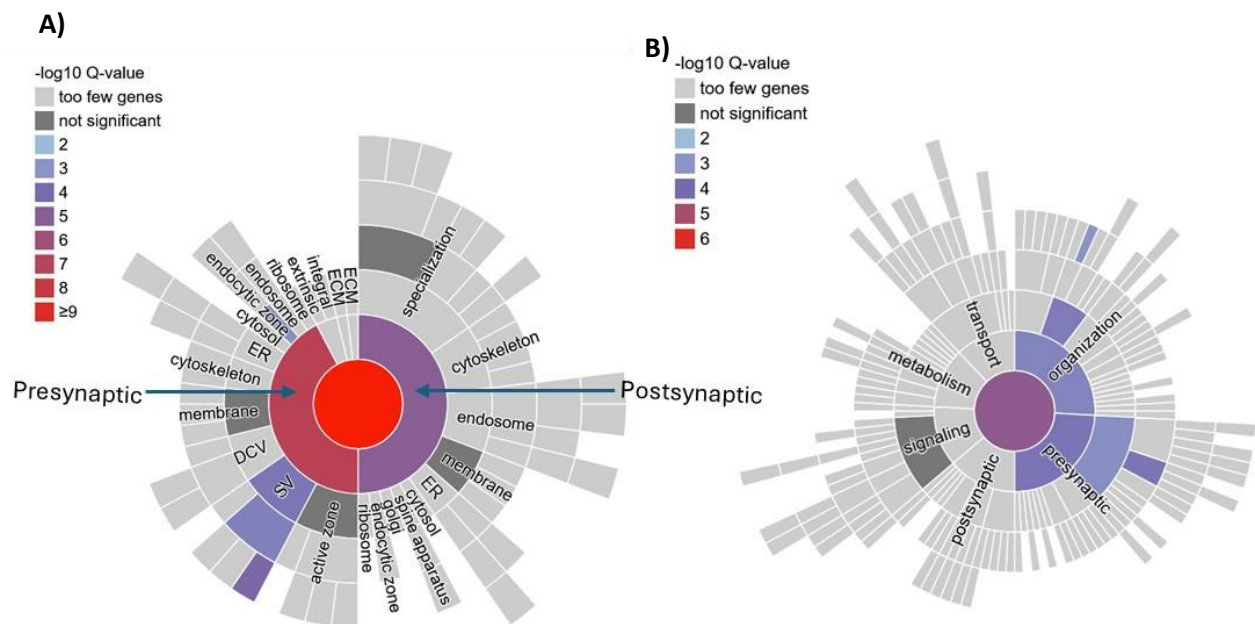 A)
-log10 Q-value
too few genes
not significant
2
3
4
5
6
7
8
≥9
Presynaptic
Postsynaptic
specialization
cytoskeleton
endosome
membrane
ER
cytosol
spine apparatus
golgi
endocytic zone
ribosome
active zone
SV
DCV
membrane
cytoskeleton
ER
cytosol
endocytic zone
endosome
ribosome
extrinsic
integral
ECM
ECM
B)
-log10 Q-value
too few genes
not significant
2
3
4
5
6
transport
organization
metabolism
signaling
postsynaptic
presynaptic